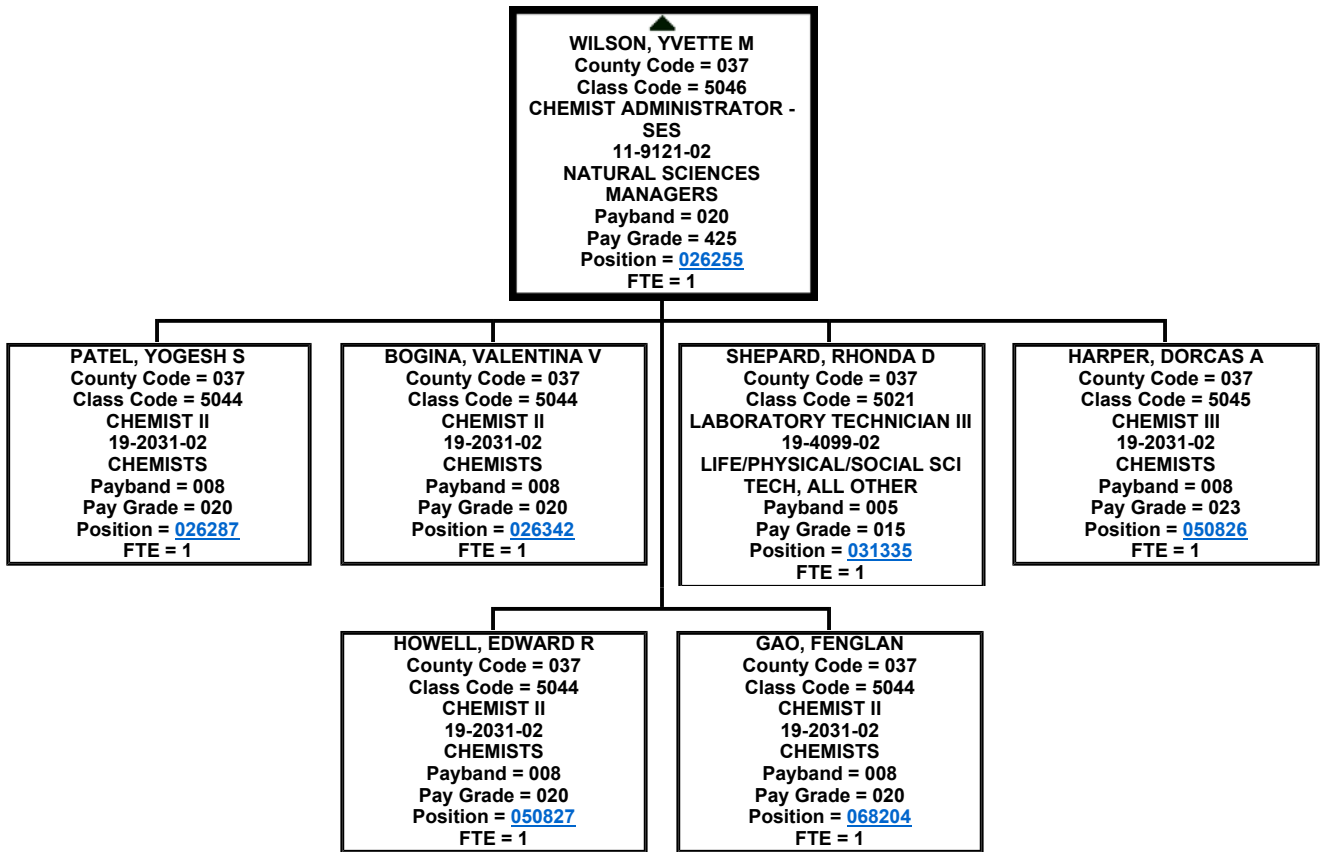 WILSON, YVETTE M
County Code = 037
Class Code = 5046
CHEMIST ADMINISTRATOR -
SES
11-9121-02
NATURAL SCIENCES
MANAGERS
Payband = 020
Pay Grade = 425
Position = 026255
FTE = 1
PATEL, YOGESH S
County Code = 037
Class Code = 5044
CHEMIST II
19-2031-02
CHEMISTS
Payband = 008
Pay Grade = 020
Position = 026287
FTE = 1
BOGINA, VALENTINA V
County Code = 037
Class Code = 5044
CHEMIST II
19-2031-02
CHEMISTS
Payband = 008
Pay Grade = 020
Position = 026342
FTE = 1
SHEPARD, RHONDA D
County Code = 037
Class Code = 5021
LABORATORY TECHNICIAN III
19-4099-02
LIFE/PHYSICAL/SOCIAL SCI
TECH, ALL OTHER
Payband = 005
Pay Grade = 015
Position = 031335
FTE = 1
HARPER, DORCAS A
County Code = 037
Class Code = 5045
CHEMIST III
19-2031-02
CHEMISTS
Payband = 008
Pay Grade = 023
Position = 050826
FTE = 1
HOWELL, EDWARD R
County Code = 037
Class Code = 5044
CHEMIST II
19-2031-02
CHEMISTS
Payband = 008
Pay Grade = 020
Position = 050827
FTE = 1
GAO, FENGLAN
County Code = 037
Class Code = 5044
CHEMIST II
19-2031-02
CHEMISTS
Payband = 008
Pay Grade = 020
Position = 068204
FTE = 1